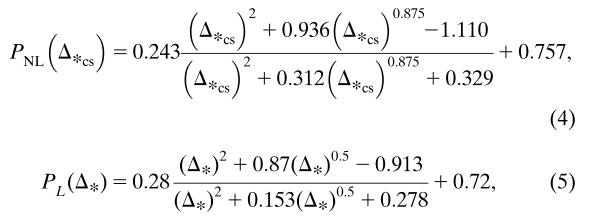 P_NL(Δ_*cs) = 0.243 \frac{(Δ_*cs)^2 + 0.936(Δ_*cs)^0.875 − 1.110}{(Δ_*cs)^2 + 0.312(Δ_*cs)^0.875 + 0.329} + 0.757,
(4)
P_L(Δ_*) = 0.28 \frac{(Δ_*)^2 + 0.87(Δ_*)^0.5 − 0.913}{(Δ_*)^2 + 0.153(Δ_*)^0.5 + 0.278} + 0.72, (5)